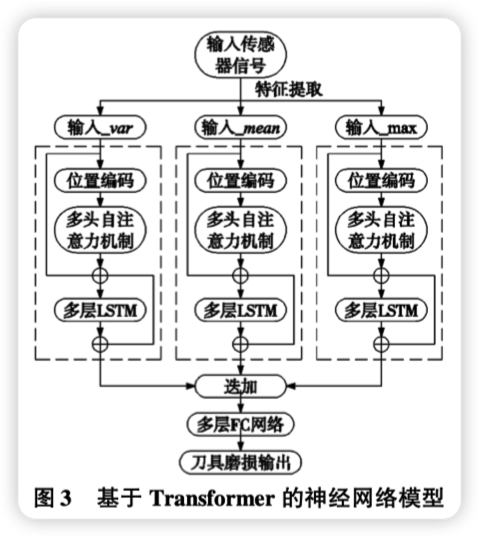 输入传感
器信号
特征提取
输入_var
输入_mean
输入_max
位置编码
位置编码
位置编码
多头自注
意力机制
多头自注
意力机制
多头自注
意力机制
多层LSTM
多层LSTM
多层LSTM
迭加
多层FC网络
刀具磨损输出
图 3 基于 Transformer 的神经网络模型